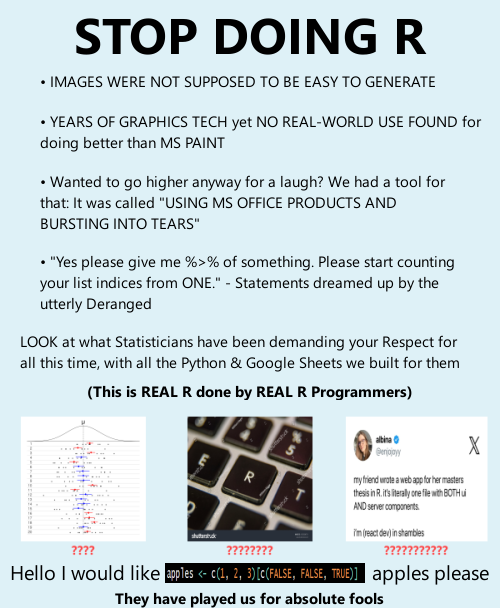 STOP DOING R
• IMAGES WERE NOT SUPPOSED TO BE EASY TO GENERATE
• YEARS OF GRAPHICS TECH yet NO REAL-WORLD USE FOUND for
doing better than MS PAINT
• Wanted to go higher anyway for a laugh? We had a tool for
that: It was called "USING MS OFFICE PRODUCTS AND
BURSTING INTO TEARS"
• "Yes please give me %>% of something. Please start counting
your list indices from ONE." - Statements dreamed up by the
utterly Deranged
LOOK at what Statisticians have been demanding your Respect for
all this time, with all the Python & Google Sheets we built for them
(This is REAL R done by REAL R Programmers)
μ
4
%
5
E
R
T
D
F
shutterstock
albina
@enjojoyy
my friend wrote a web app for her masters
thesis in R. it's literally one file with BOTH ui
AND server components.
i'm (react dev) in shambles
????
????????
???????????
Hello I would like apples <- c(1, 2, 3)[c(FALSE, FALSE, TRUE)] apples please
They have played us for absolute fools